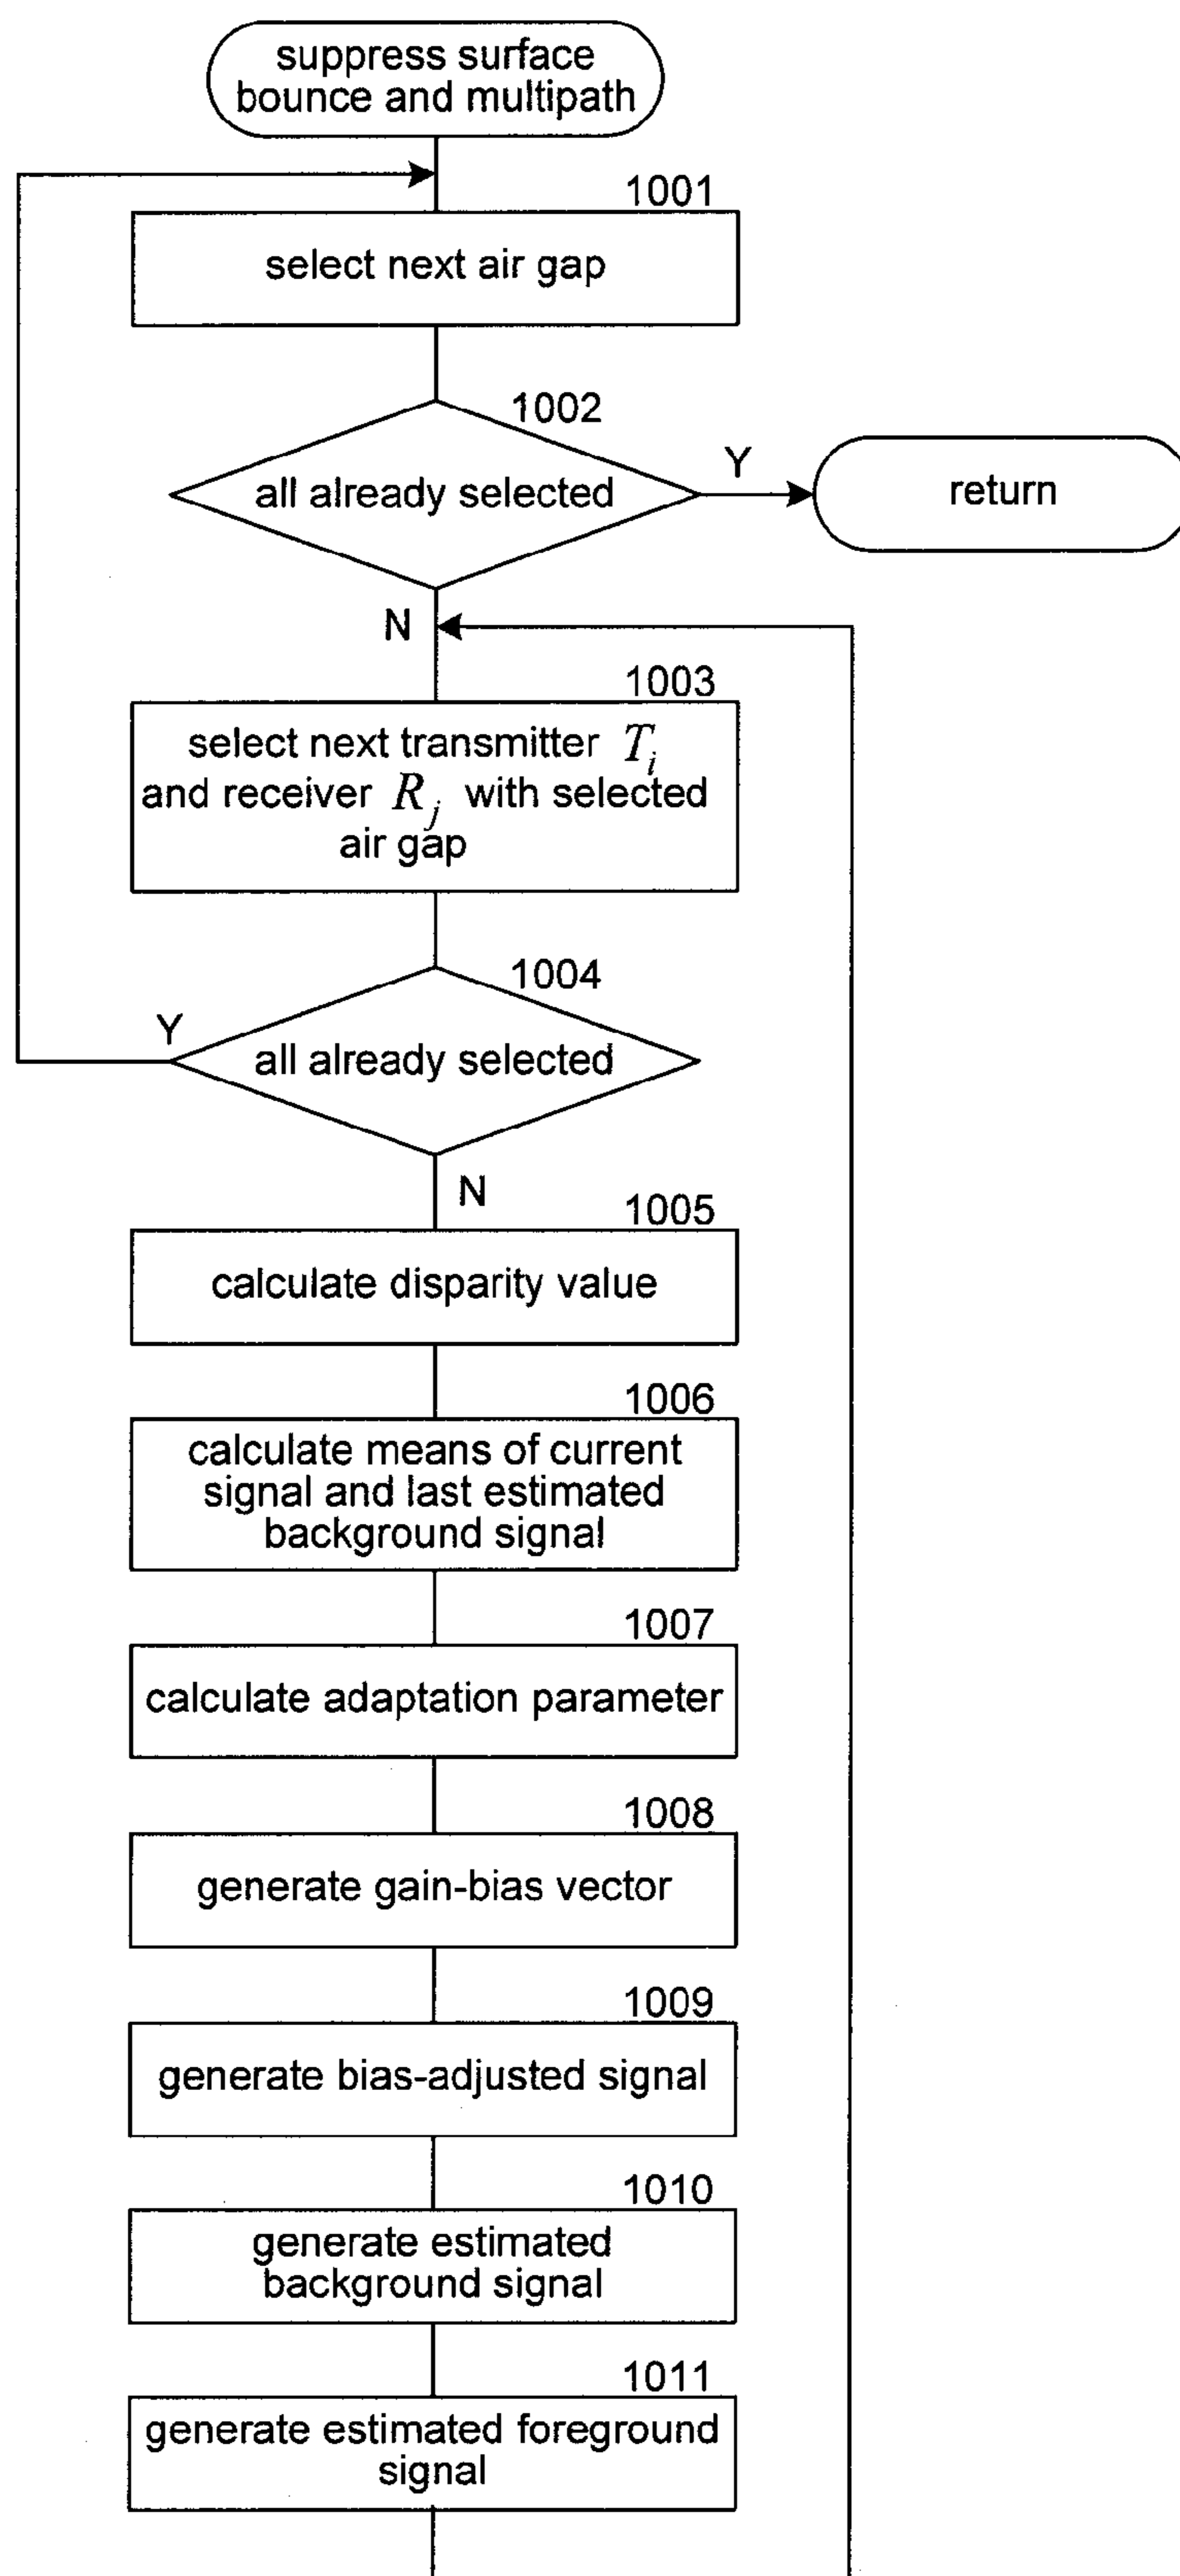 suppress surface
bounce and multipath
1001
select next air gap
1002
all already selected
Y
return
N
1003
select next transmitter T_i
and receiver R_j with selected
air gap
1004
Y
all already selected
N
1005
calculate disparity value
1006
calculate means of current
signal and last estimated
background signal
1007
calculate adaptation parameter
1008
generate gain-bias vector
1009
generate bias-adjusted signal
1010
generate estimated
background signal
1011
generate estimated foreground
signal